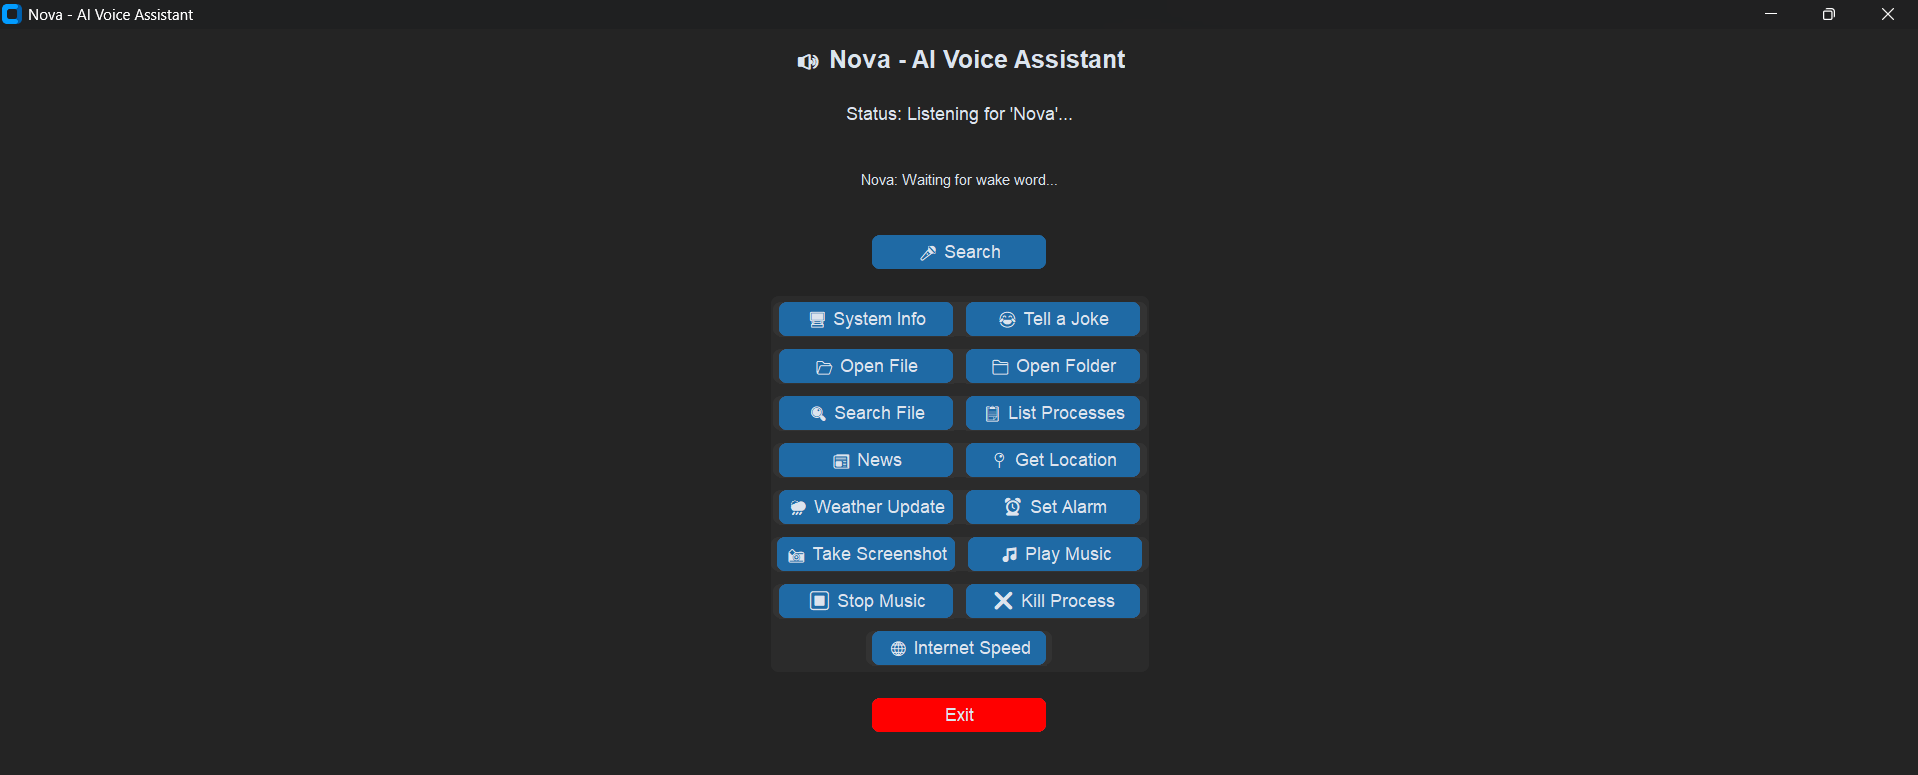 Nova - AI Voice Assistant
Nova - AI Voice Assistant
Status: Listening for 'Nova'...
Nova: Waiting for wake word...
Search
System Info Tell a Joke
Open File Open Folder
Search File List Processes
News Get Location
Weather Update Set Alarm
Take Screenshot Play Music
Stop Music Kill Process
Internet Speed
Exit